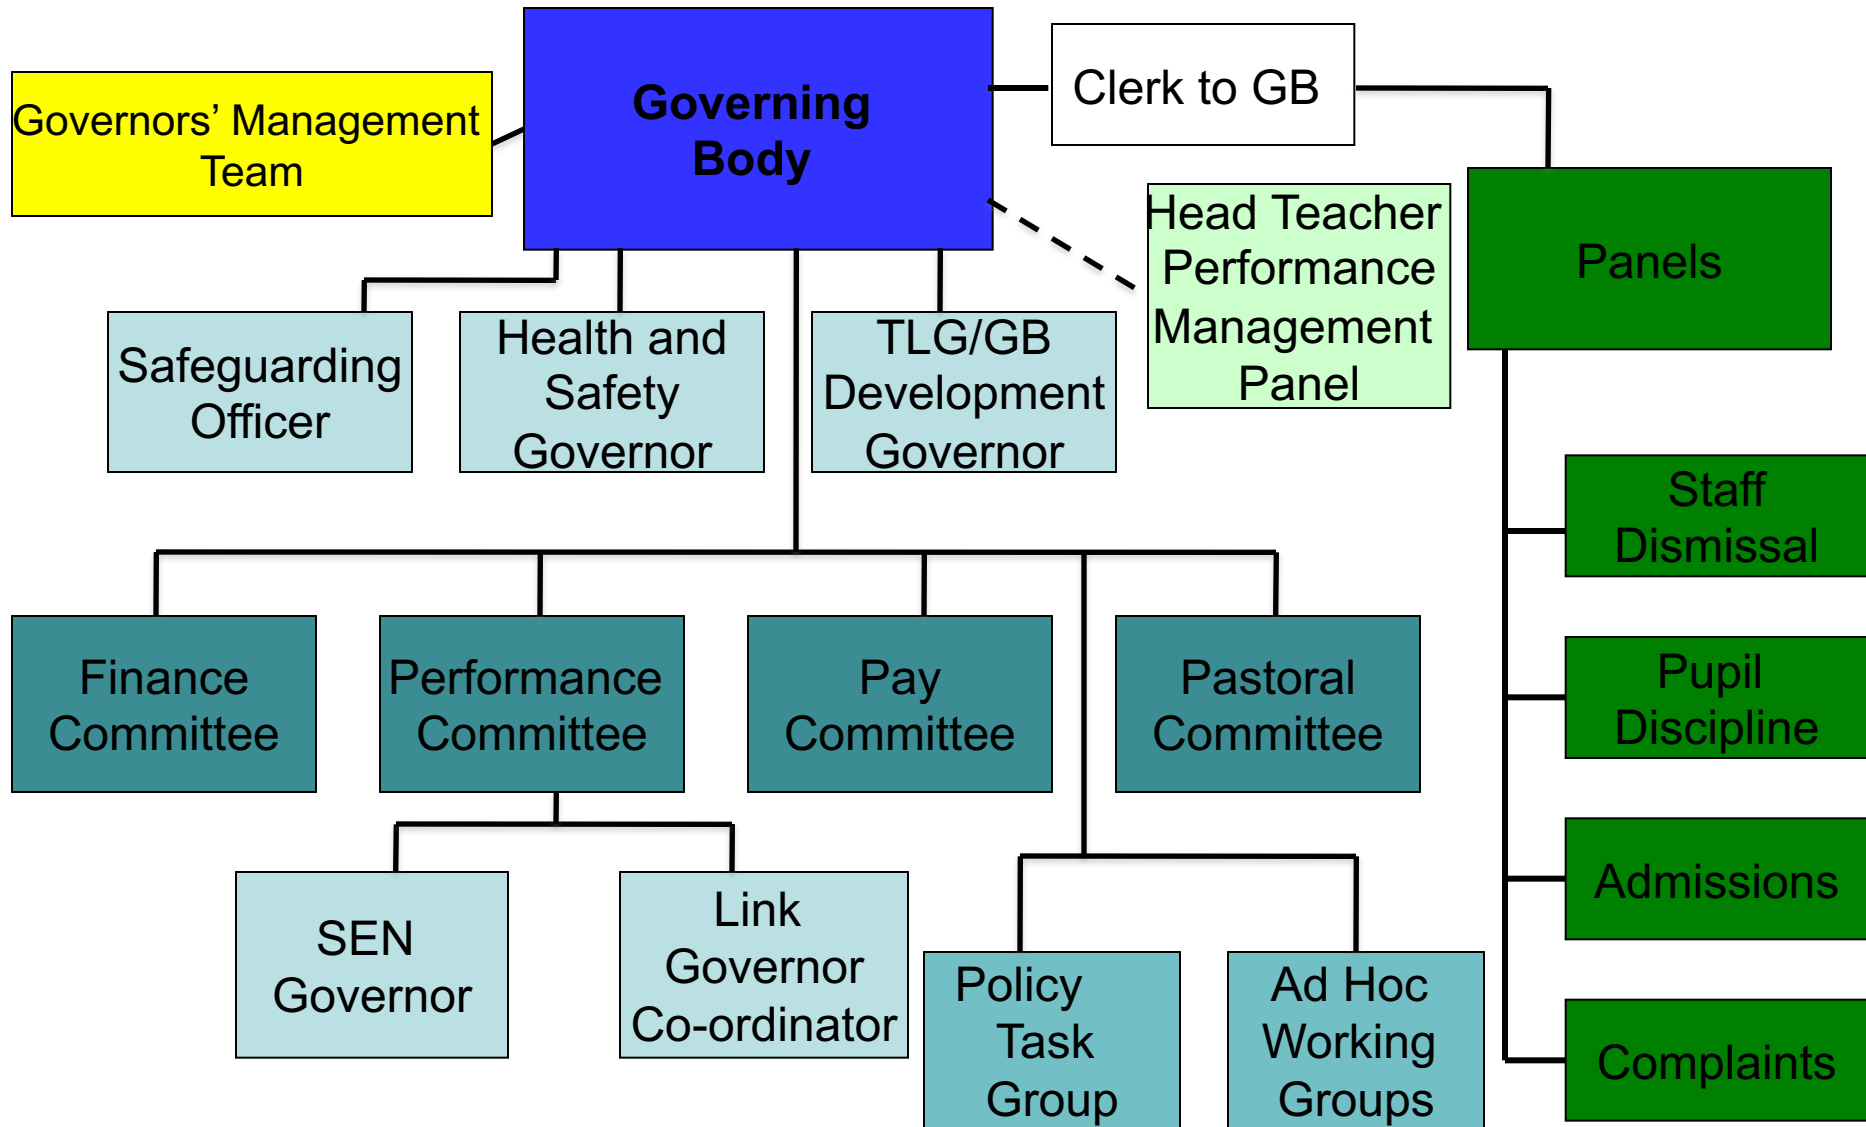 Governing
Body
Clerk to GB
Governors’ Management
Team
Head Teacher
Performance
Management
Panel
Panels
Safeguarding
Officer
Health and
Safety
Governor
TLG/GB
Development
Governor
Staff
Dismissal
Finance
Committee
Performance
Committee
Pay
Committee
Pastoral
Committee
Pupil
Discipline
SEN
Governor
Link
Governor
Co-ordinator
Policy
Task
Group
Ad Hoc
Working
Groups
Admissions
Complaints